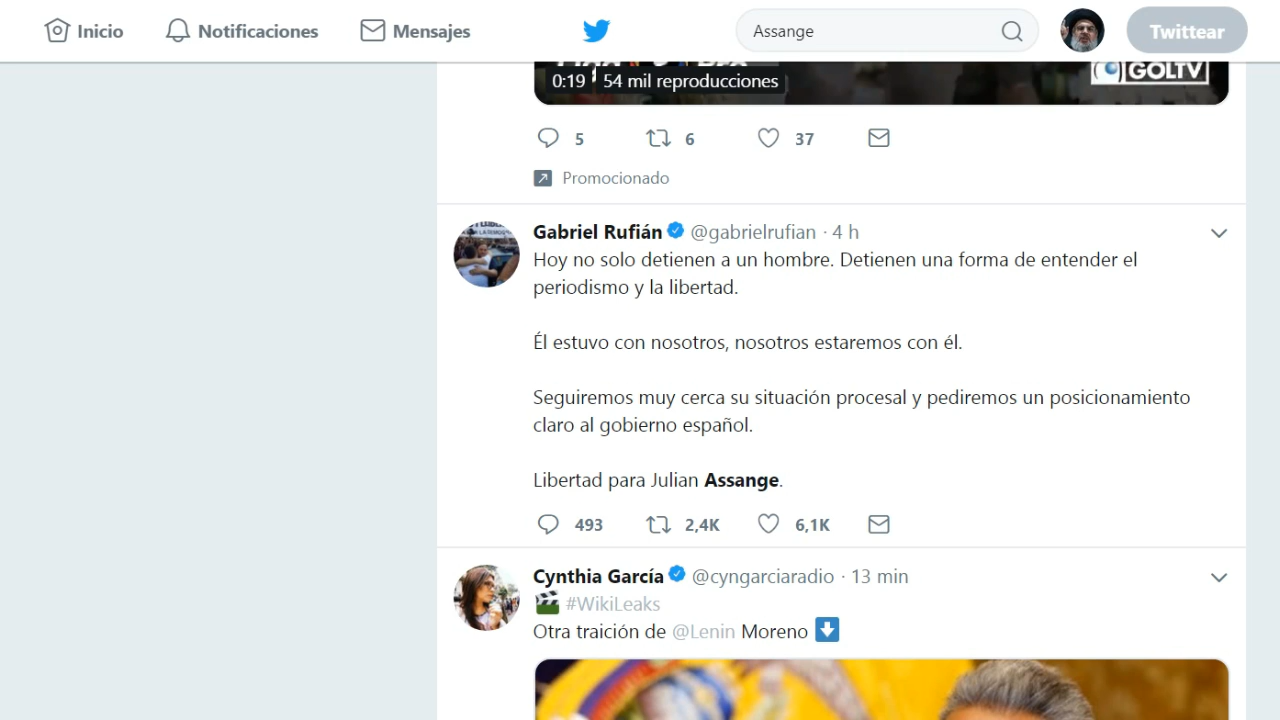 Inicio Notificaciones Mensajes Assange Twittear
0:19 54 mil reproducciones GOLTV
5 6 37
Promocionado
Gabriel Rufián @gabrielrufian · 4 h
Hoy no solo detienen a un hombre. Detienen una forma de entender el
periodismo y la libertad.
Él estuvo con nosotros, nosotros estaremos con él.
Seguiremos muy cerca su situación procesal y pediremos un posicionamiento
claro al gobierno español.
Libertad para Julian Assange.
493 2,4K 6,1K
Cynthia García @cyngarciaradio · 13 min
#WikiLeaks
Otra traición de @Lenin Moreno